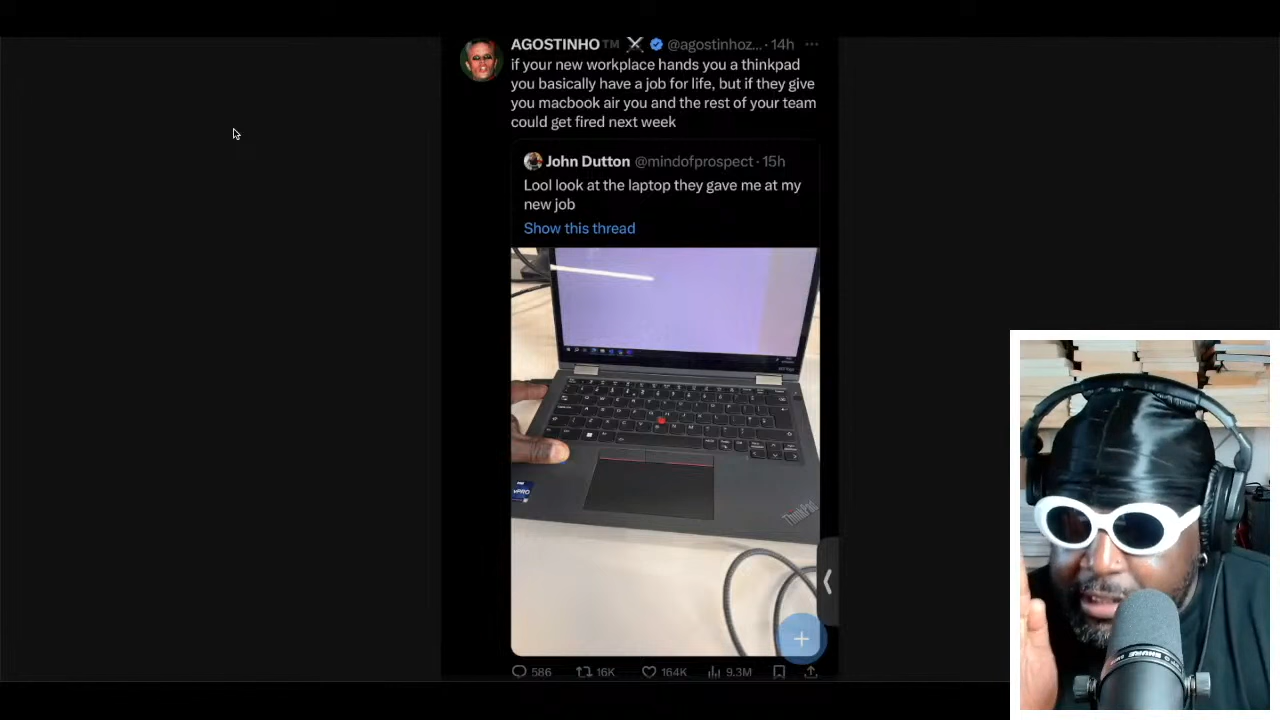 AGOSTINHO™ @agostinhoz... · 14h
if your new workplace hands you a thinkpad
you basically have a job for life, but if they give
you macbook air you and the rest of your team
could get fired next week
John Dutton @mindofprospect · 15h
Lool look at the laptop they gave me at my
new job
Show this thread
vPRO
ThinkPad
586 16K 164K 9.3M
SHURE